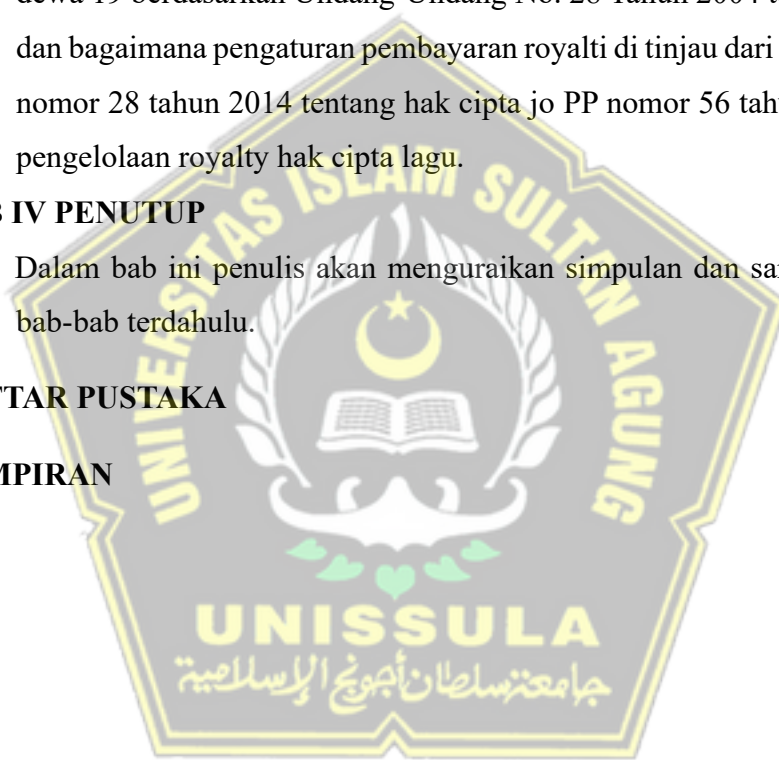 dewa 19 berdasarkan Undang-Undang No. 28 Tahun 2004 t
dan bagaimana pengaturan pembayaran royalti di tinjau dari
nomor 28 tahun 2014 tentang hak cipta jo PP nomor 56 tahu
pengelolaan royalty hak cipta lagu.
B IV PENUTUP
Dalam bab ini penulis akan menguraikan simpulan dan sar
bab-bab terdahulu.
TAR PUSTAKA
MPIRAN
UNIVERSITAS ISLAM SULTAN AGUNG
UNISSULA
جامعة سلطان أجونج الإسلامية